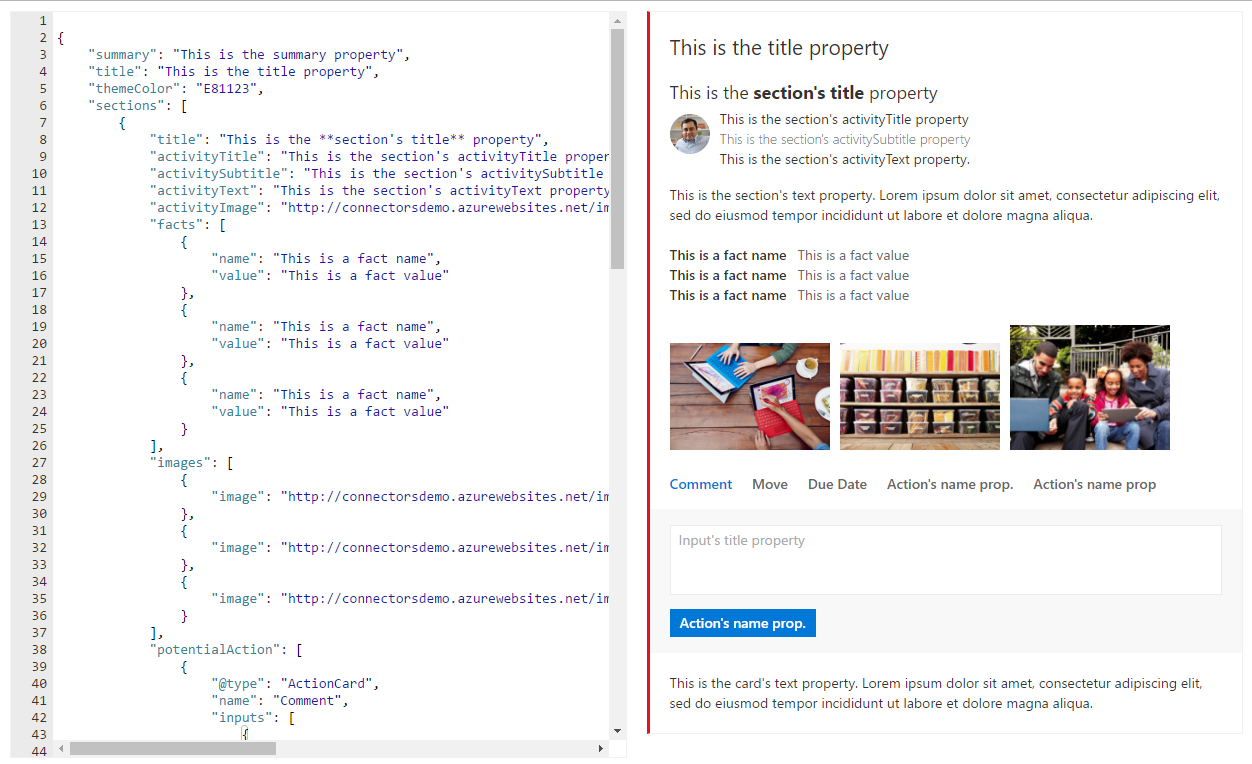 1
2 {
3 "summary": "This is the summary property",
4 "title": "This is the title property",
5 "themeColor": "E81123",
6 "sections": [
7 {
8 "title": "This is the **section's title** property",
9 "activityTitle": "This is the section's activityTitle proper
10 "activitySubtitle": "This is the section's activitySubtitle
11 "activityText": "This is the section's activityText property
12 "activityImage": "http://connectorsdemo.azurewebsites.net/im
13 "facts": [
14 {
15 "name": "This is a fact name",
16 "value": "This is a fact value"
17 },
18 {
19 "name": "This is a fact name",
20 "value": "This is a fact value"
21 },
22 {
23 "name": "This is a fact name",
24 "value": "This is a fact value"
25 }
26 ],
27 "images": [
28 {
29 "image": "http://connectorsdemo.azurewebsites.net/im
30 },
31 {
32 "image": "http://connectorsdemo.azurewebsites.net/im
33 },
34 {
35 "image": "http://connectorsdemo.azurewebsites.net/im
36 }
37 ],
38 "potentialAction": [
39 {
40 "@type": "ActionCard",
41 "name": "Comment",
42 "inputs": [
43 {
44
This is the title property
This is the section's title property
This is the section's activityTitle property
This is the section's activitySubtitle property
This is the section's activityText property.
This is the section's text property. Lorem ipsum dolor sit amet, consectetur adipiscing elit,
sed do eiusmod tempor incididunt ut labore et dolore magna aliqua.
This is a fact name This is a fact value
This is a fact name This is a fact value
This is a fact name This is a fact value
Comment Move Due Date Action's name prop. Action's name prop
Input's title property
Action's name prop.
This is the card's text property. Lorem ipsum dolor sit amet, consectetur adipiscing elit,
sed do eiusmod tempor incididunt ut labore et dolore magna aliqua.